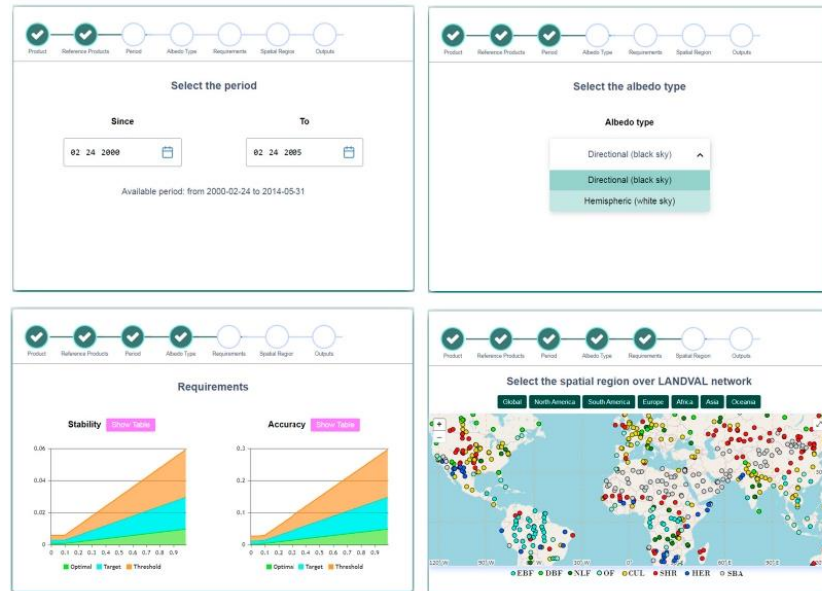 Product Reference Products Period Albedo Type Requirements Spatial Region Outputs
Select the period
Since To
02 24 2000 02 24 2005
Available period: from 2000-02-24 to 2014-05-31
Product Reference Products Period Albedo Type Requirements Spatial Region Outputs
Select the albedo type
Albedo type
Directional (black sky)
Directional (black sky)
Hemispheric (white sky)
Product Reference Products Period Albedo Type Requirements Spatial Region Outputs
Requirements
Stability Show Table Accuracy Show Table
0.06 0.3
0.04 0.2
0.02 0.1
0 0
0 0.1 0.2 0.3 0.4 0.5 0.6 0.7 0.8 0.9 0 0.1 0.2 0.3 0.4 0.5 0.6 0.7 0.8 0.9
Optimal Target Threshold Optimal Target Threshold
Product Reference Products Period Albedo Type Requirements Spatial Region Outputs
Select the spatial region over LANDVAL network
Global North America South America Europe Africa Asia Oceania
+
−
EBF DBF NLF OF CUL SHR HER SBA